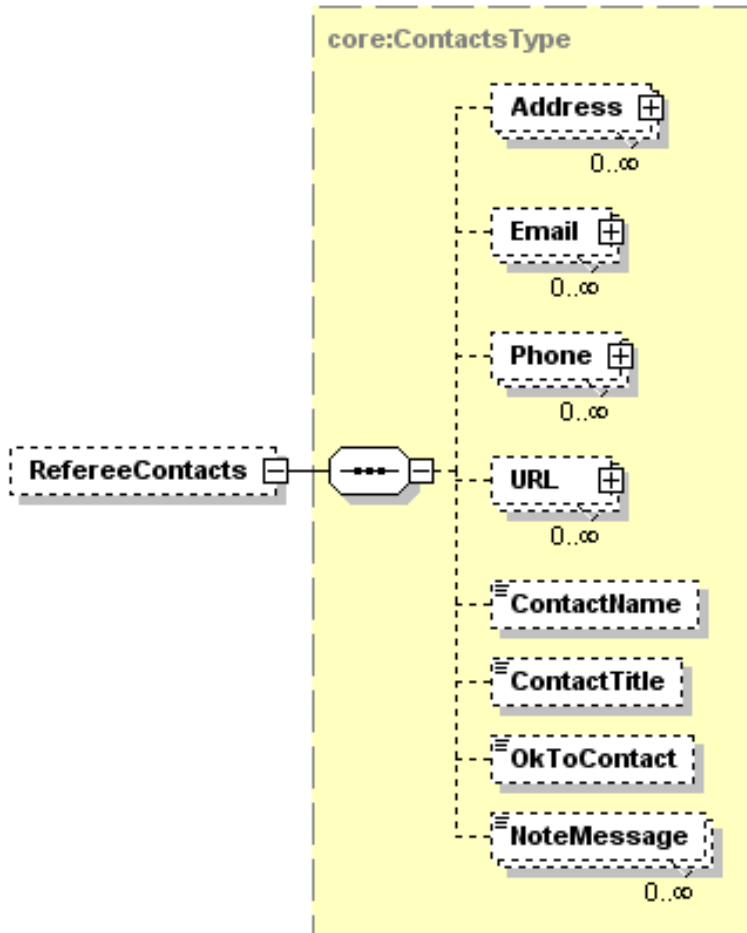 core:ContactsType
Address
0..∞
Email
0..∞
Phone
0..∞
RefereeContacts
URL
0..∞
ContactName
ContactTitle
OkToContact
NoteMessage
0..∞